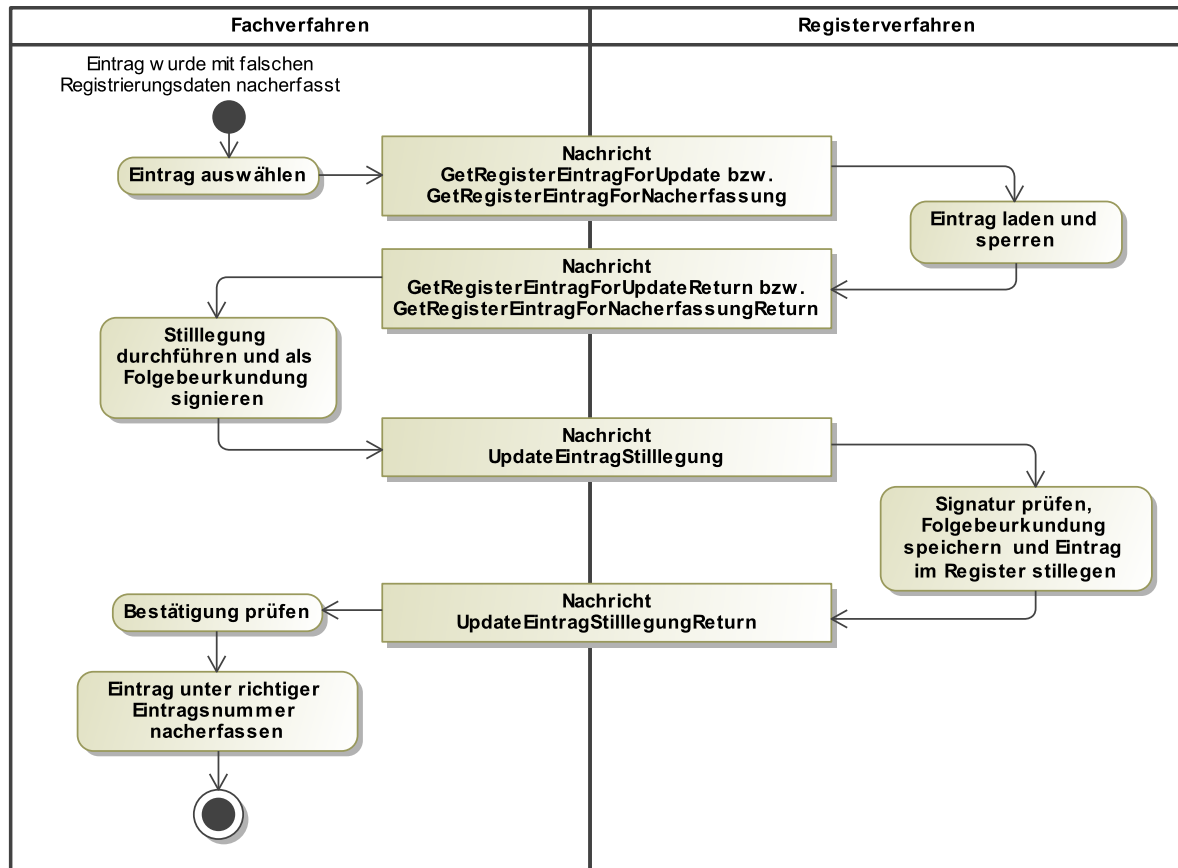 Fachverfahren
Registerverfahren
Eintrag wurde mit falschen
Registrierungsdaten nacherfasst
Eintrag auswählen
Nachricht
GetRegisterEintragForUpdate bzw.
GetRegisterEintragForNacherfassung
Eintrag laden und
sperren
Nachricht
GetRegisterEintragForUpdateReturn bzw.
GetRegisterEintragForNacherfassungReturn
Stilllegung
durchführen und als
Folgebeurkundung
signieren
Nachricht
UpdateEintragStilllegung
Signatur prüfen,
Folgebeurkundung
speichern und Eintrag
im Register stillegen
Nachricht
UpdateEintragStilllegungReturn
Bestätigung prüfen
Eintrag unter richtiger
Eintragsnummer
nacherfassen